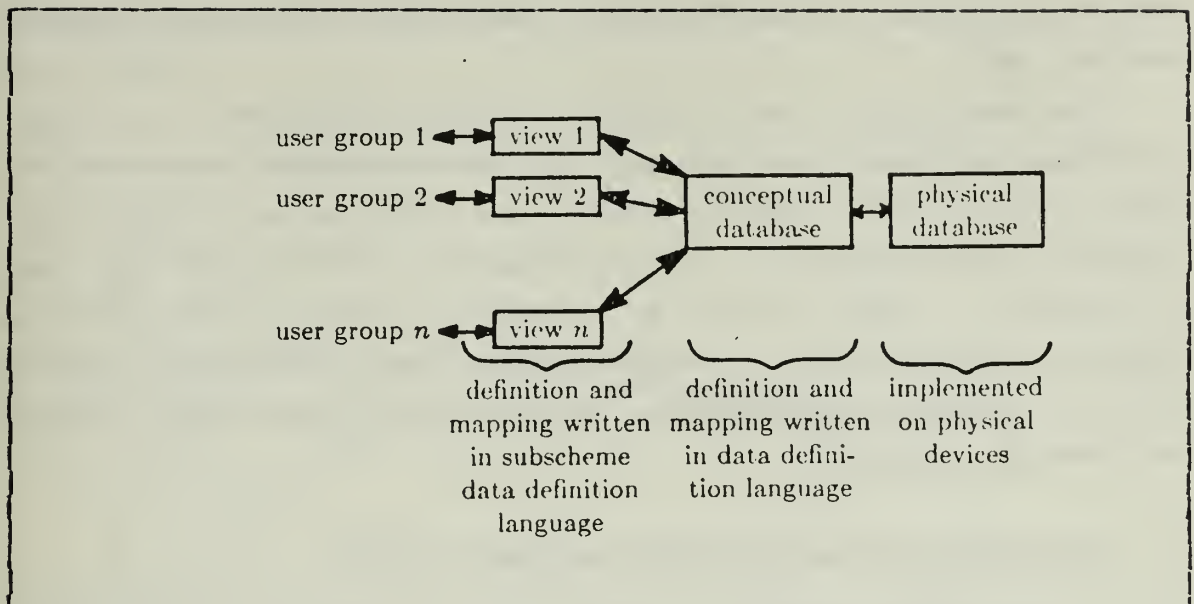 user group 1
view 1
user group 2
view 2
conceptual
database
physical
database
user group n
view n
definition and
mapping written
in subscheme
data definition
language
definition and
mapping written
in data defini-
tion language
implemented
on physical
devices